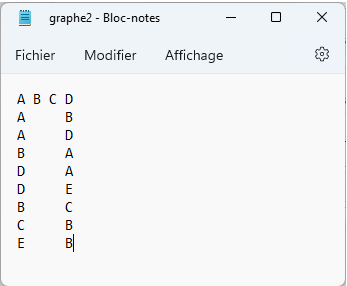 graphe2 - Bloc-notes
Fichier Modifier Affichage
A B C D
A B
A D
B A
D A
D E
B C
C B
E B